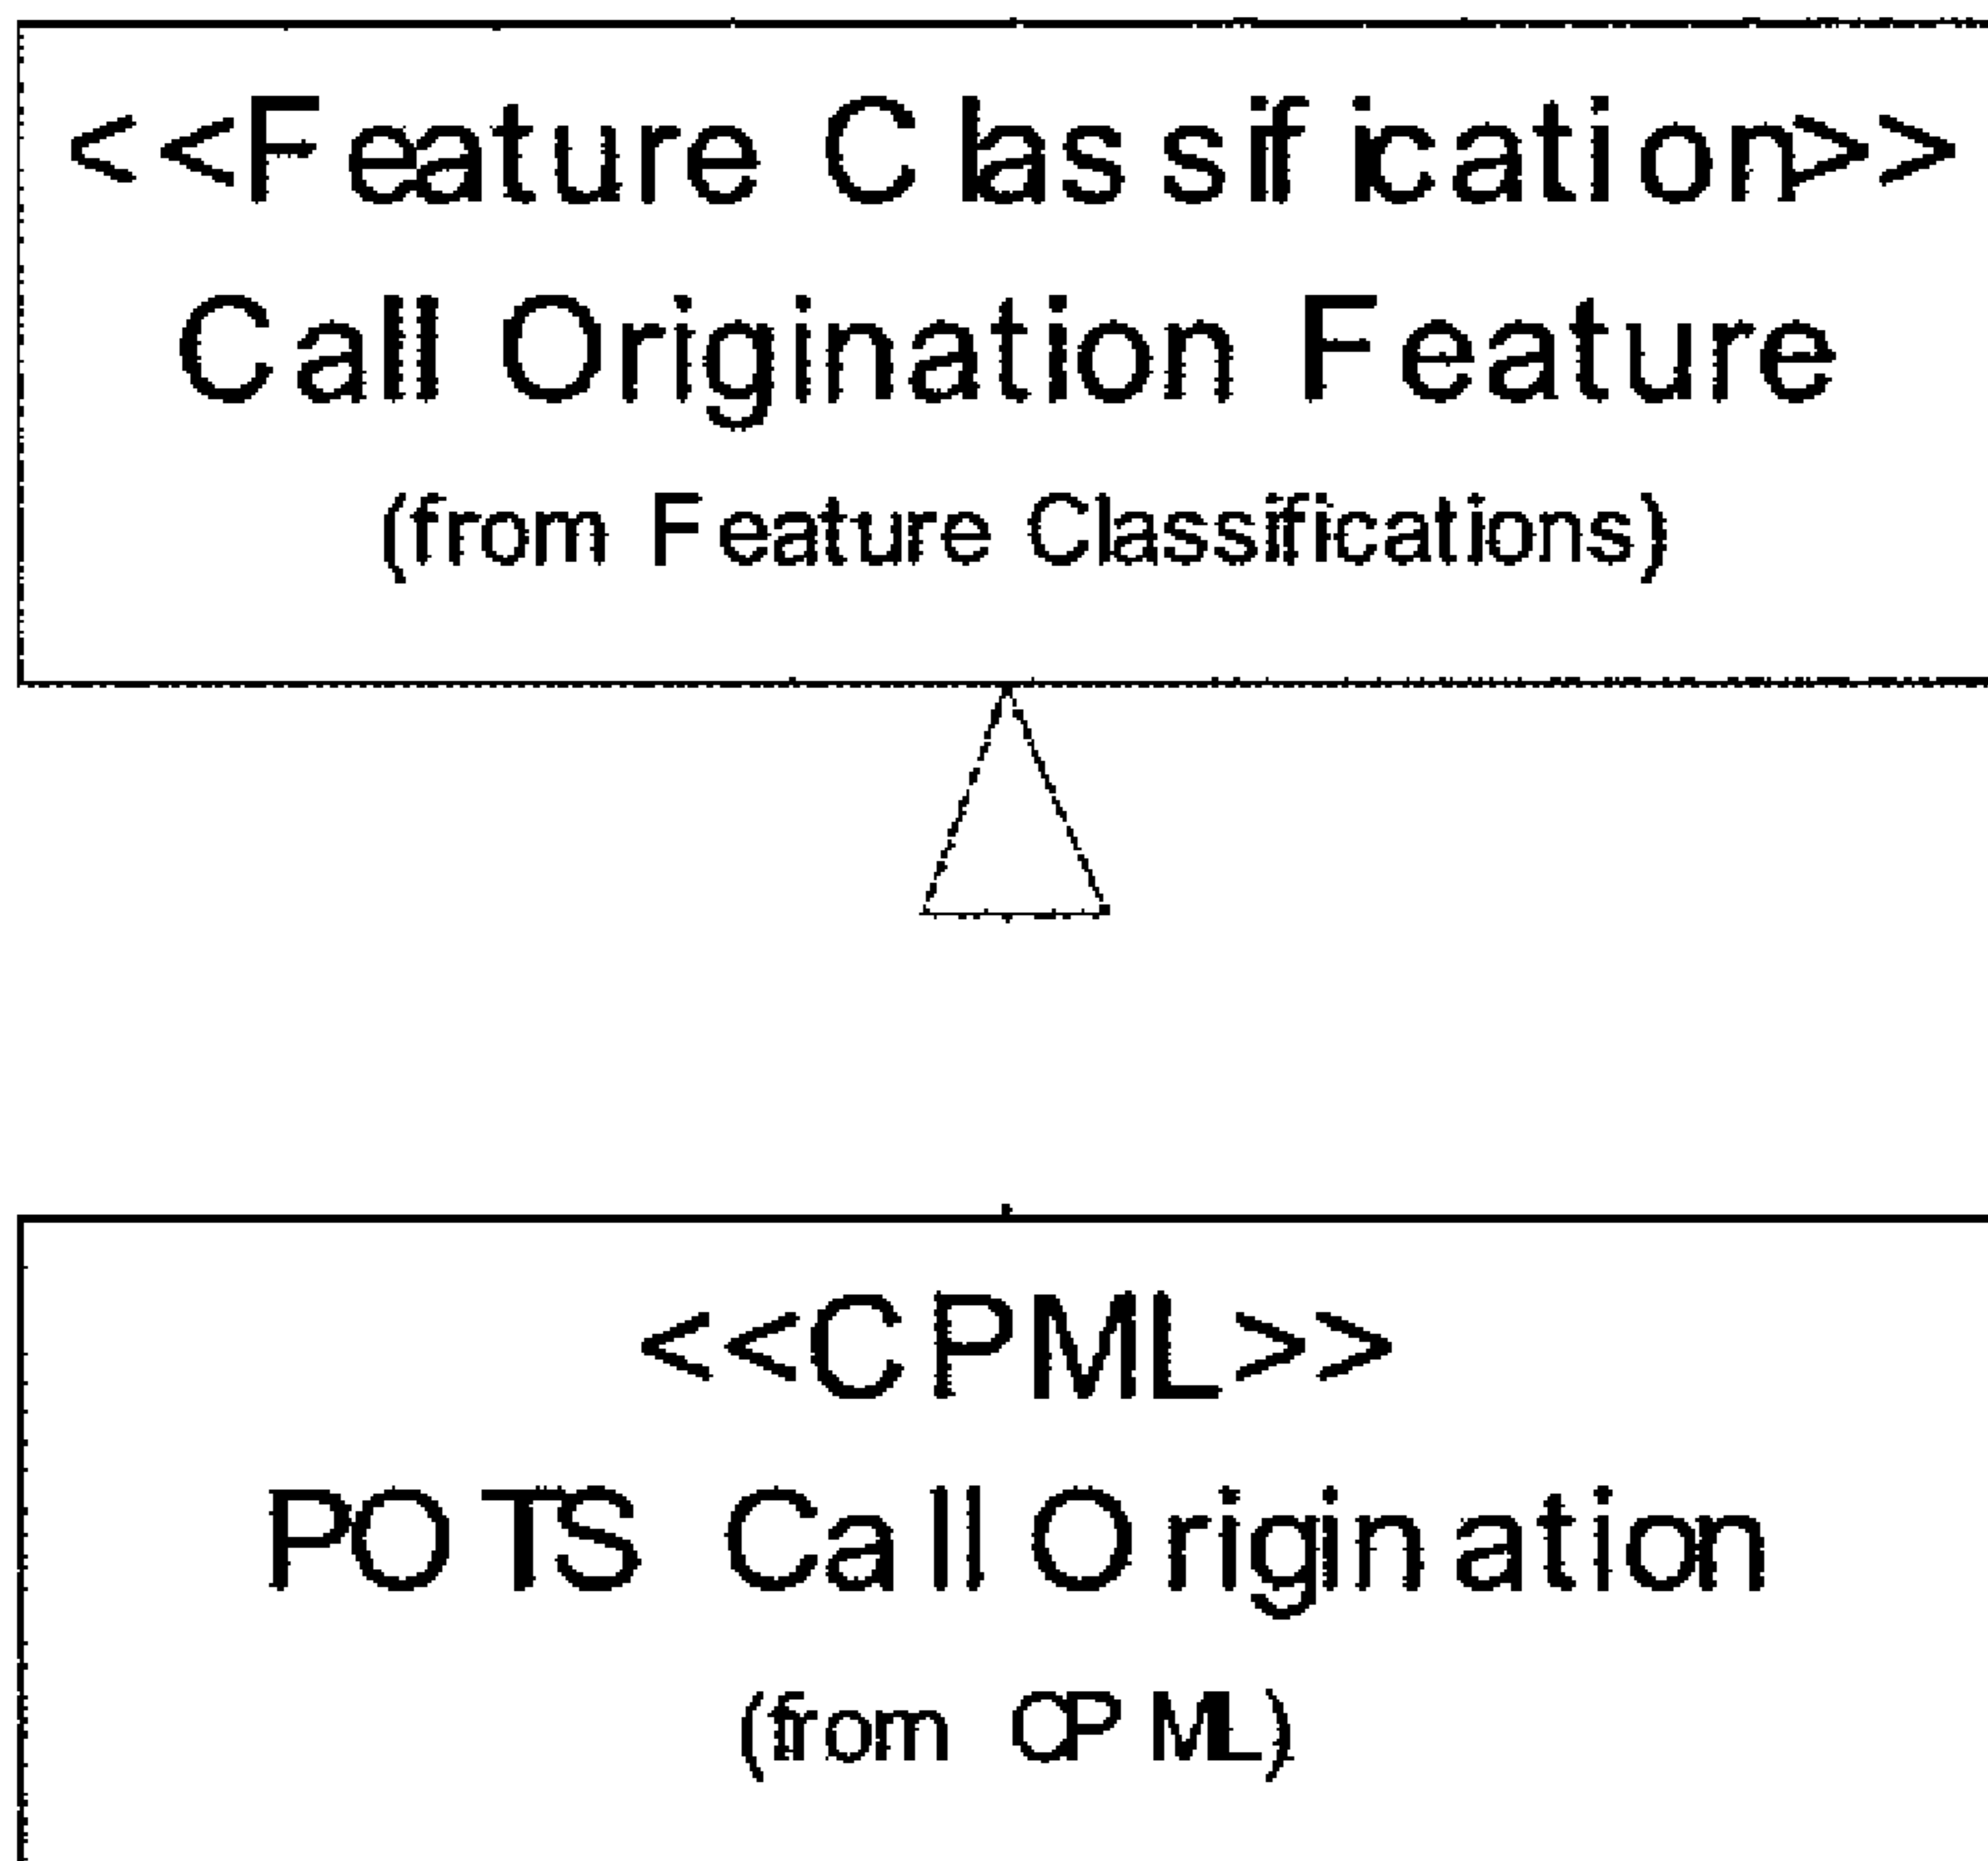 <<Feature Classification>>
Call Origination Feature
(from Feature Classifications)
<<CPML>>
POTS Call Origination
(from CPML)